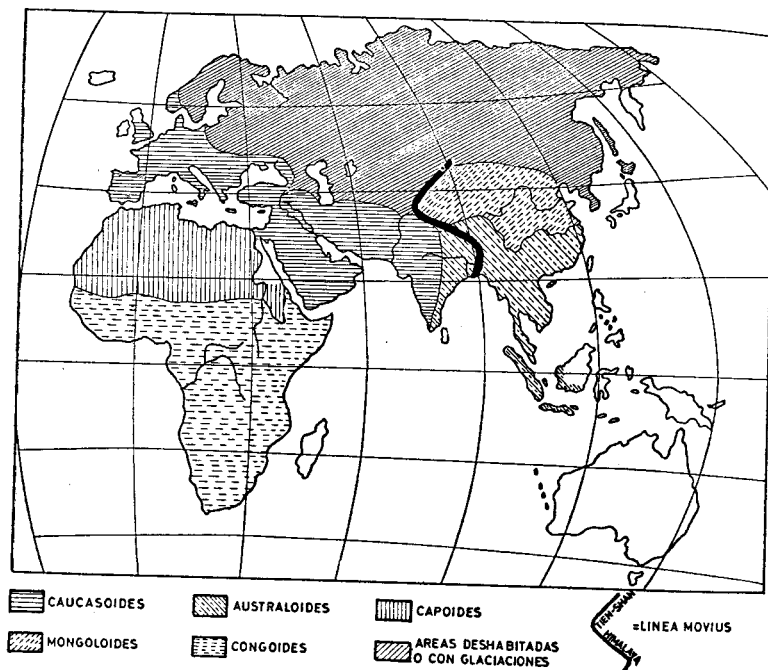 CAUCASOIDES
AUSTRALOIDES
CAPOIDES
MONGOLOIDES
CONGOIDES
AREAS DESHABITADAS
O CON GLACIACIONES
TIEN-SHAN
HIMALAYA
=LINEA MOVIUS